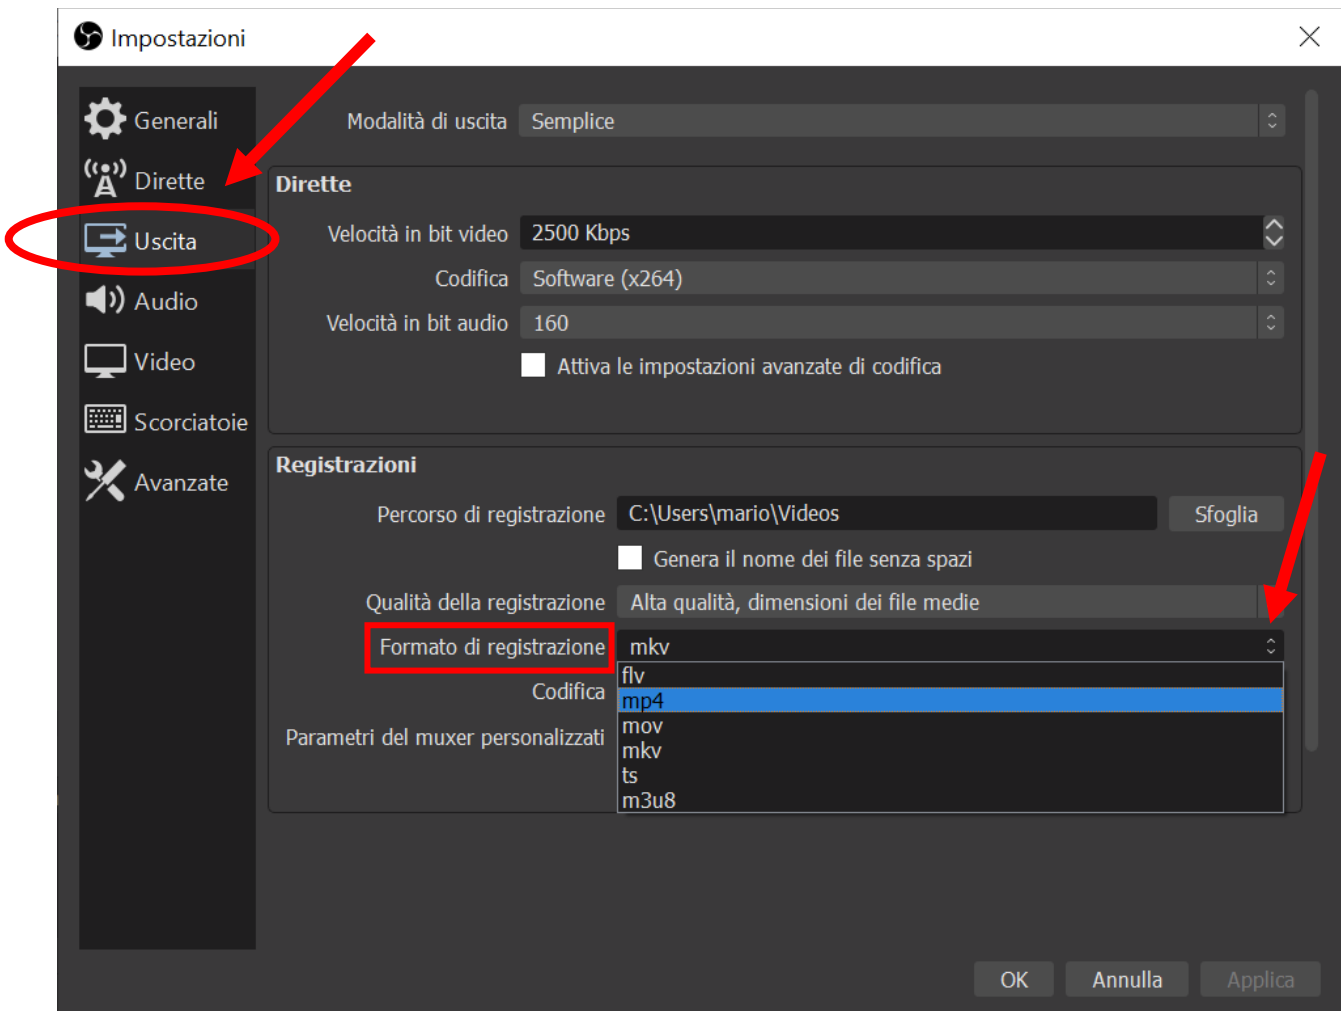 Impostazioni
Generali
Dirette
Uscita
Audio
Video
Scorciatoie
Avanzate
Modalità di uscita Semplice
Dirette
Velocità in bit video 2500 Kbps
Codifica Software (x264)
Velocità in bit audio 160
Attiva le impostazioni avanzate di codifica
Registrazioni
Percorso di registrazione C:\Users\mario\Videos Sfoglia
Genera il nome dei file senza spazi
Qualità della registrazione Alta qualità, dimensioni dei file medie
Formato di registrazione mkv
flv
Codifica mp4
mov
Parametri del muxer personalizzati mkv
ts
m3u8
OK Annulla Applica